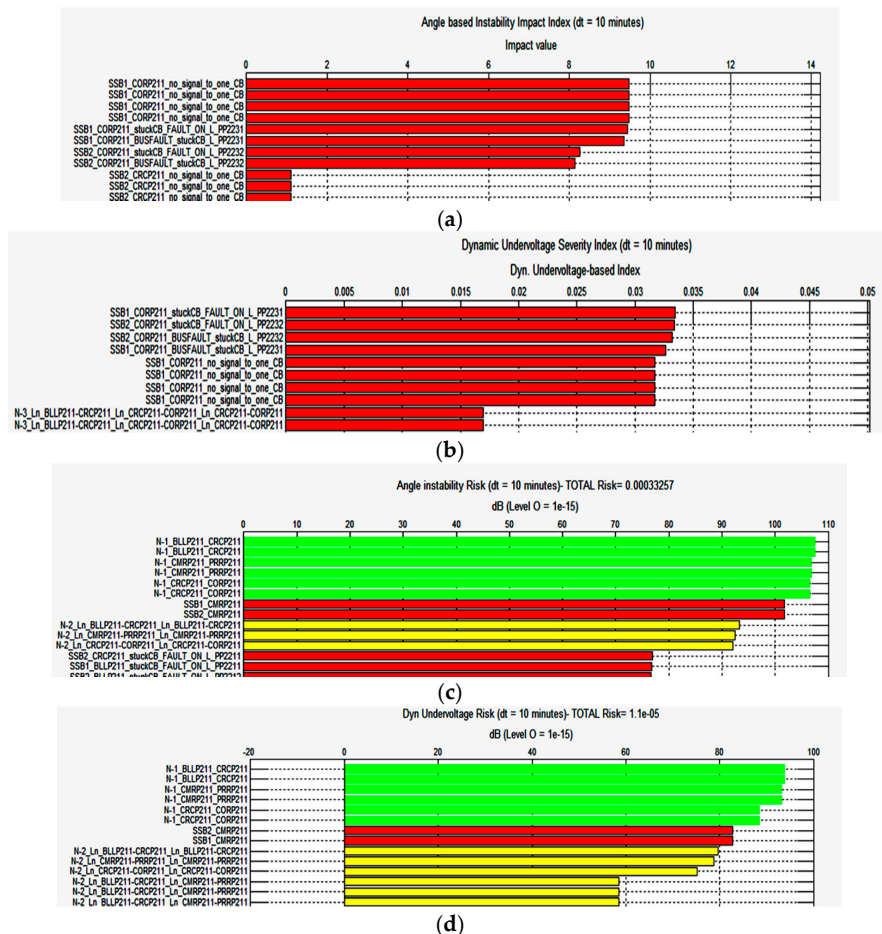 Angle based Instability Impact Index (dt = 10 minutes)
Impact value
0 2 4 6 8 10 12 14
SSB1_CORP211_no_signal_to_one_CB
SSB1_CORP211_no_signal_to_one_CB
SSB1_CORP211_no_signal_to_one_CB
SSB1_CORP211_no_signal_to_one_CB
SSB1_CORP211_stuckCB_FAULT_ON_L_PP2231
SSB1_CORP211_BUSFAULT_stuckCB_L_PP2231
SSB2_CORP211_stuckCB_FAULT_ON_L_PP2232
SSB2_CORP211_BUSFAULT_stuckCB_L_PP2232
SSB2_CRCP211_no_signal_to_one_CB
SSB2_CRCP211_no_signal_to_one_CB
SSB2_CRCP211_no_signal_to_one_CB
(a)
Dynamic Undervoltage Severity Index (dt = 10 minutes)
Dyn. Undervoltage-based Index
0 0.005 0.01 0.015 0.02 0.025 0.03 0.035 0.04 0.045 0.05
SSB1_CORP211_stuckCB_FAULT_ON_L_PP2231
SSB2_CORP211_stuckCB_FAULT_ON_L_PP2232
SSB2_CORP211_BUSFAULT_stuckCB_L_PP2232
SSB1_CORP211_BUSFAULT_stuckCB_L_PP2231
SSB1_CORP211_no_signal_to_one_CB
SSB1_CORP211_no_signal_to_one_CB
SSB1_CORP211_no_signal_to_one_CB
SSB1_CORP211_no_signal_to_one_CB
N-3_Ln_BLLP211-CRCP211_Ln_CRCP211-CORP211_Ln_CRCP211-CORP211
N-3_Ln_BLLP211-CRCP211_Ln_CRCP211-CORP211_Ln_CRCP211-CORP211
(b)
Angle instability Risk (dt = 10 minutes)- TOTAL Risk= 0.00033257
dB (Level O = 1e-15)
0 10 20 30 40 50 60 70 80 90 100 110
N-1_BLLP211_CRCP211
N-1_BLLP211_CRCP211
N-1_CMRP211_PRRP211
N-1_CMRP211_PRRP211
N-1_CRCP211_CORP211
N-1_CRCP211_CORP211
SSB1_CMRP211
SSB2_CMRP211
N-2_Ln_BLLP211-CRCP211_Ln_BLLP211-CRCP211
N-2_Ln_CMRP211-PRRP211_Ln_CMRP211-PRRP211
N-2_Ln_CRCP211-CORP211_Ln_CRCP211-CORP211
SSB2_CRCP211_stuckCB_FAULT_ON_L_PP2211
SSB1_BLLP211_stuckCB_FAULT_ON_L_PP2211
SSB2_BLLP211_stuckCB_FAULT_ON_L_PP2212
(c)
Dyn Undervoltage Risk (dt = 10 minutes)- TOTAL Risk= 1.1e-05
dB (Level O = 1e-15)
-20 0 20 40 60 80 100
N-1_BLLP211_CRCP211
N-1_BLLP211_CRCP211
N-1_CMRP211_PRRP211
N-1_CMRP211_PRRP211
N-1_CRCP211_CORP211
N-1_CRCP211_CORP211
SSB2_CMRP211
SSB1_CMRP211
N-2_Ln_BLLP211-CRCP211_Ln_BLLP211-CRCP211
N-2_Ln_CMRP211-PRRP211_Ln_CMRP211-PRRP211
N-2_Ln_CRCP211-CORP211_Ln_CRCP211-CORP211
N-2_Ln_BLLP211-CRCP211_Ln_CMRP211-PRRP211
N-2_Ln_BLLP211-CRCP211_Ln_CMRP211-PRRP211
N-2_Ln_BLLP211-CRCP211_Ln_CMRP211-PRRP211
(d)